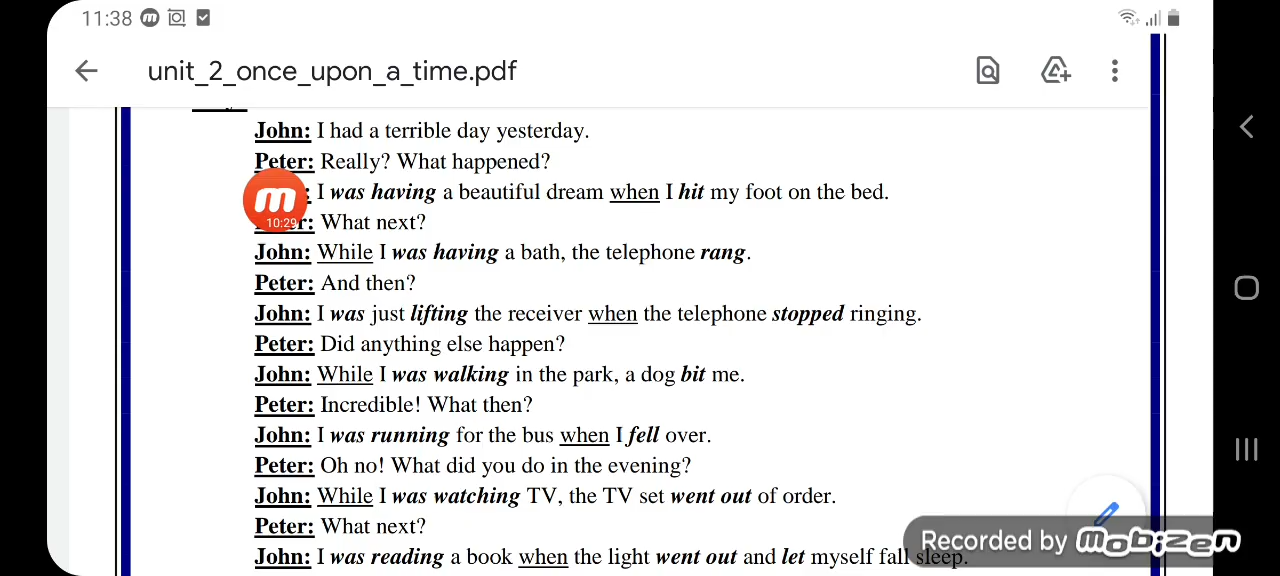 11:38
unit_2_once_upon_a_time.pdf
John: I had a terrible day yesterday.
Peter: Really? What happened?
: I was having a beautiful dream when I hit my foot on the bed.
10:29
r: What next?
John: While I was having a bath, the telephone rang.
Peter: And then?
John: I was just lifting the receiver when the telephone stopped ringing.
Peter: Did anything else happen?
John: While I was walking in the park, a dog bit me.
Peter: Incredible! What then?
John: I was running for the bus when I fell over.
Peter: Oh no! What did you do in the evening?
John: While I was watching TV, the TV set went out of order.
Peter: What next?
John: I was reading a book when the light went out and let myself fall sleep.
Recorded by mobizen